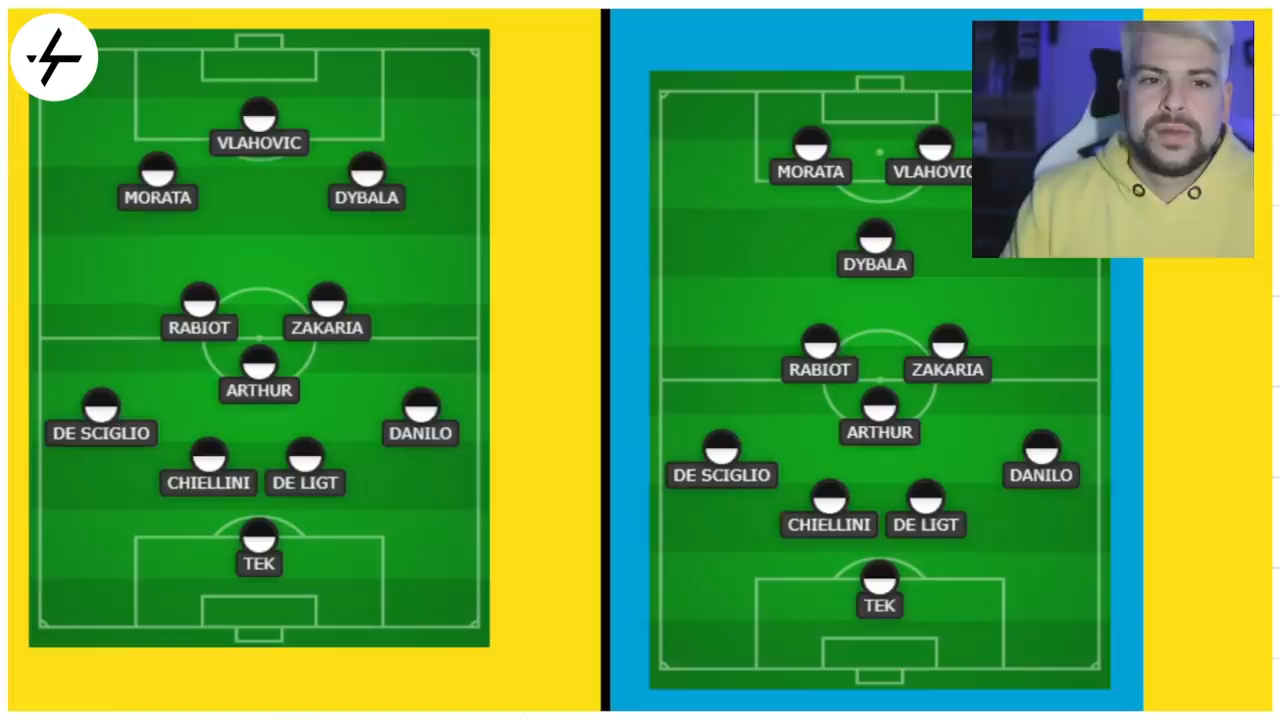 VLAHOVIC
MORATA
DYBALA
RABIOT
ZAKARIA
ARTHUR
DE SCIGLIO
DANILO
CHIELLINI
DE LIGT
TEK
MORATA
VLAHOVIC
DYBALA
RABIOT
ZAKARIA
ARTHUR
DE SCIGLIO
DANILO
CHIELLINI
DE LIGT
TEK